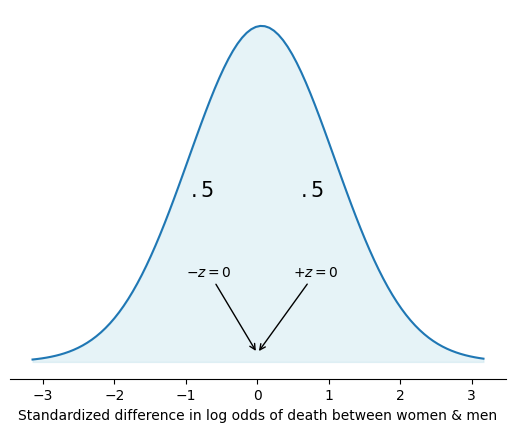 .5 .5
−z = 0 +z = 0
−3 −2 −1 0 1 2 3
Standardized difference in log odds of death between women & men